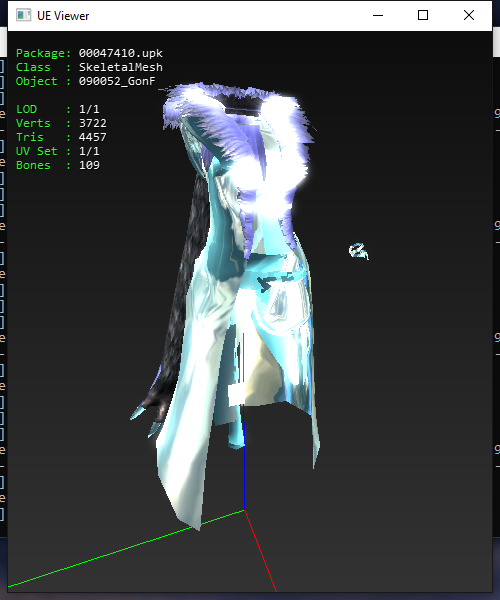 UE Viewer
Package: 00047410.upk
Class : SkeletalMesh
Object : 090052_GonF
LOD : 1/1
Verts : 3722
Tris : 4457
UV Set : 1/1
Bones : 109